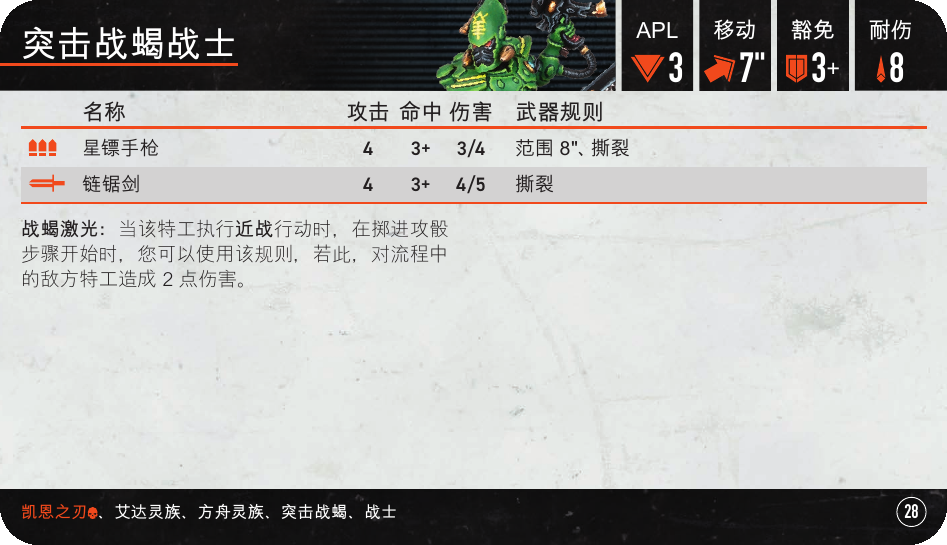 突击战蝎战士
APL 移动 豁免 耐伤
3 7" 3+ 8
名称 攻击 命中 伤害 武器规则
星镖手枪 4 3+ 3/4 范围 8"、撕裂
链锯剑 4 3+ 4/5 撕裂
战蝎激光：当该特工执行近战行动时，在掷进攻骰
步骤开始时，您可以使用该规则，若此，对流程中
的敌方特工造成 2 点伤害。
凯恩之刃、艾达灵族、方舟灵族、突击战蝎、战士
28